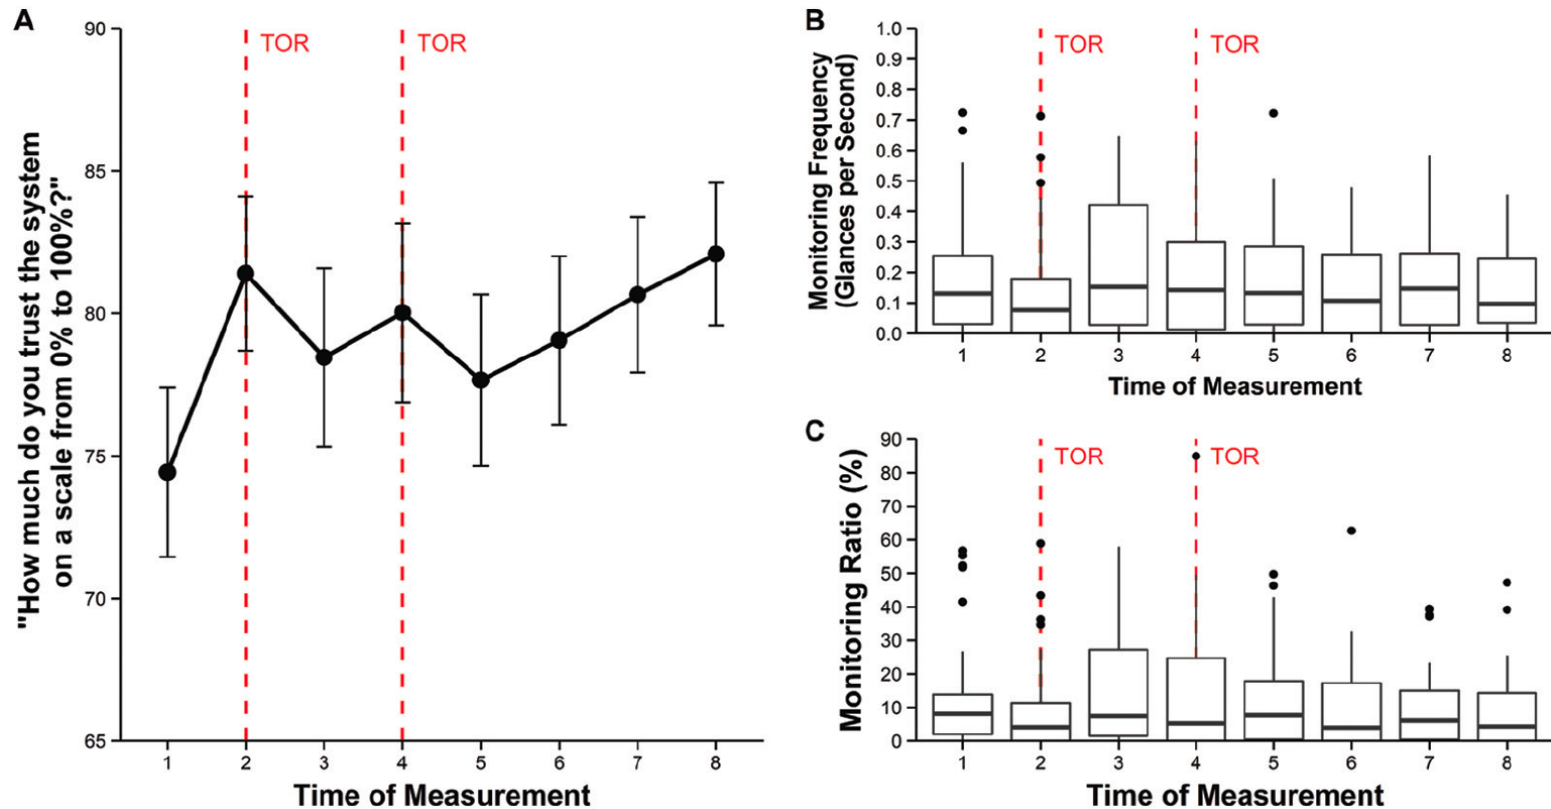 A
"How much do you trust the system
on a scale from 0% to 100%?"
90
85
80
75
70
65
TOR
TOR
1 2 3 4 5 6 7 8
Time of Measurement
B
Monitoring Frequency
(Glances per Second)
1.0
0.9
0.8
0.7
0.6
0.5
0.4
0.3
0.2
0.1
0.0
TOR
TOR
1 2 3 4 5 6 7 8
Time of Measurement
C
Monitoring Ratio (%)
90
80
70
60
50
40
30
20
10
0
TOR
TOR
1 2 3 4 5 6 7 8
Time of Measurement